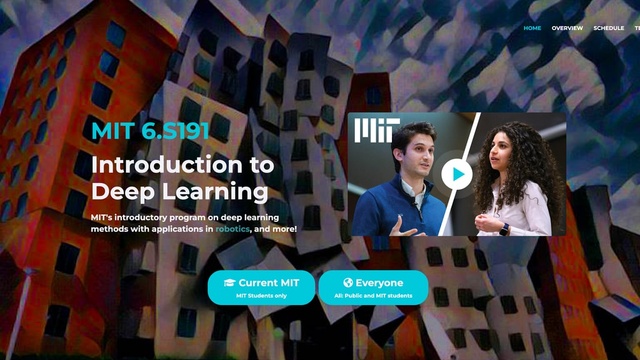 HOME OVERVIEW SCHEDULE
MIT 6.S191
Introduction to
Deep Learning
MIT's introductory program on deep learning
methods with applications in robotics, and more!
MIT
Current MIT
MIT Students only
Everyone
All: Public and MIT students